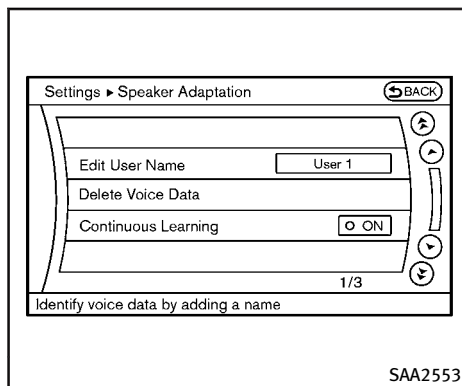 Settings ▸ Speaker Adaptation BACK
Edit User Name User 1
Delete Voice Data
Continuous Learning ON
1/3
Identify voice data by adding a name
SAA2553